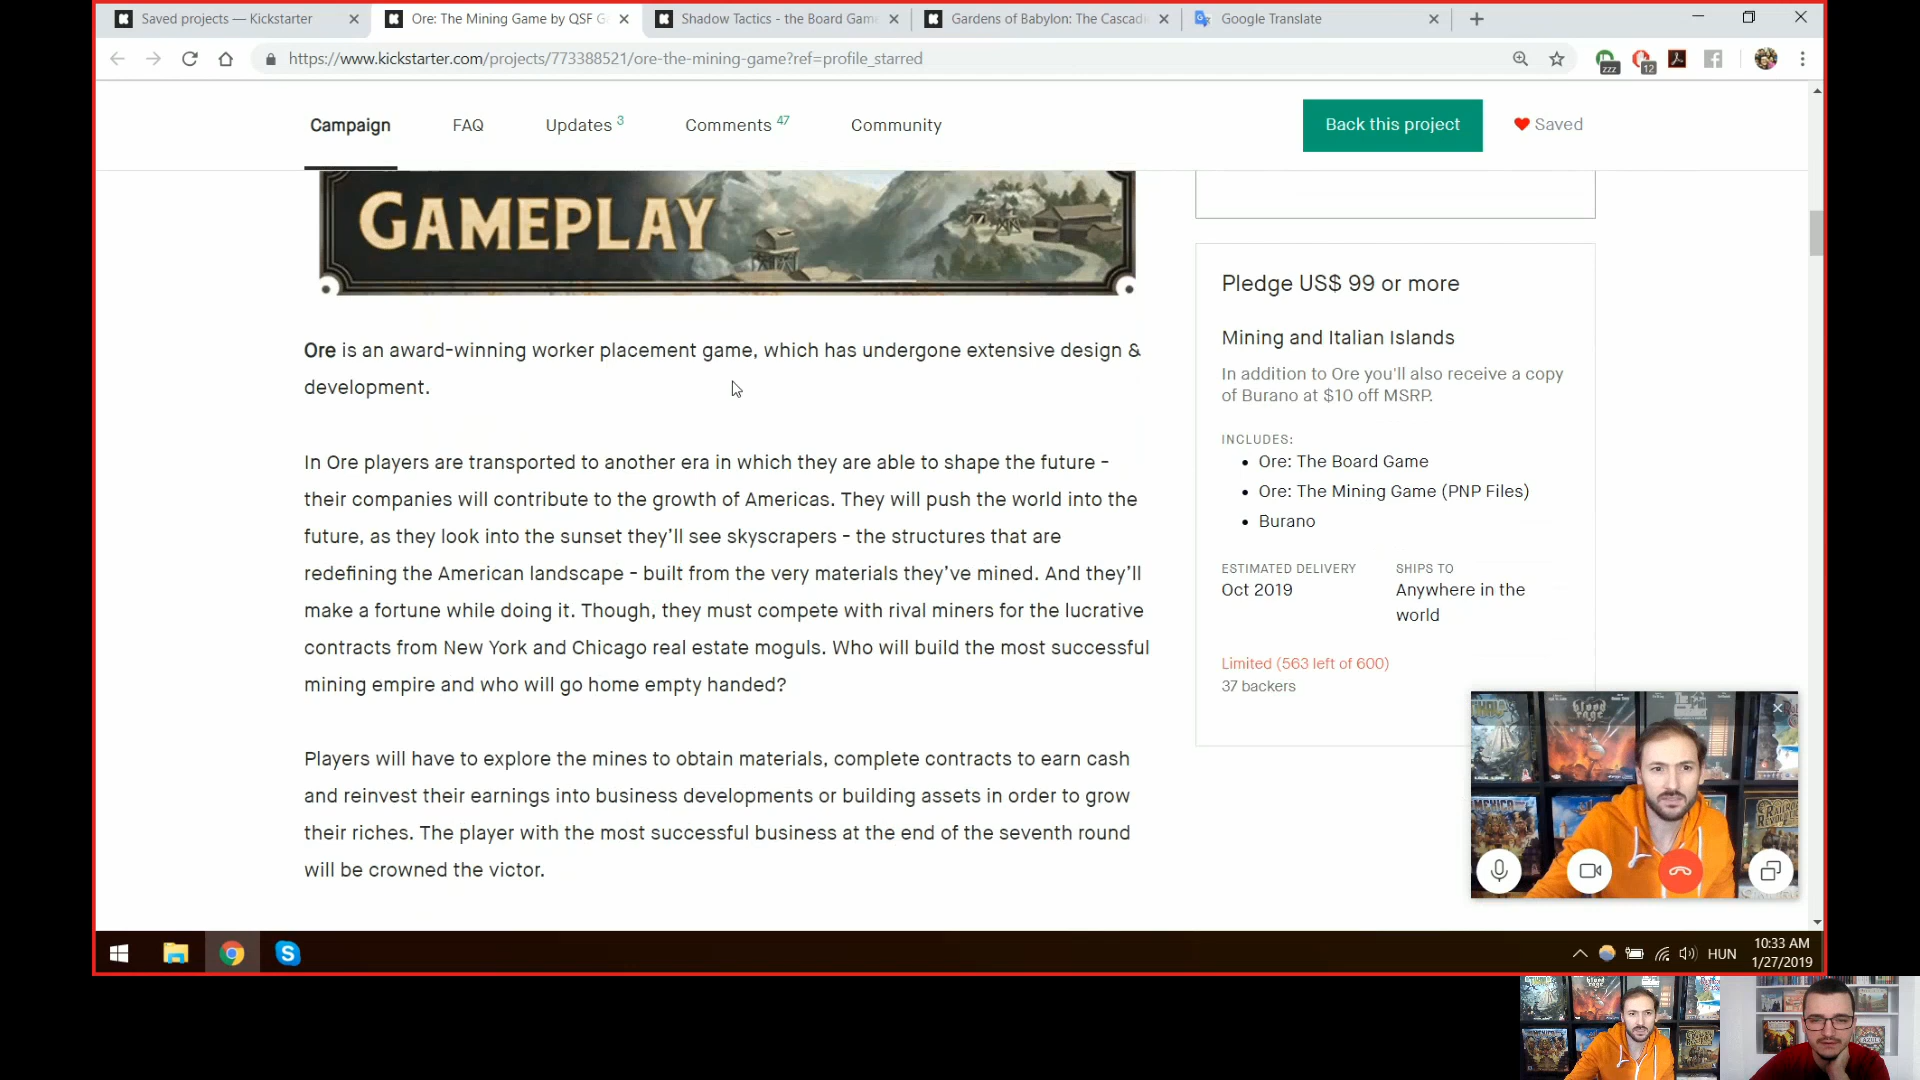 Saved projects — Kickstarter
Ore: The Mining Game by QSF G
Shadow Tactics - the Board Game
Gardens of Babylon: The Cascadi
Google Translate
https://www.kickstarter.com/projects/773388521/ore-the-mining-game?ref=profile_starred
zzz
12
Campaign
FAQ
Updates 3
Comments 47
Community
Back this project
Saved
GAMEPLAY
Ore is an award-winning worker placement game, which has undergone extensive design &
development.
In Ore players are transported to another era in which they are able to shape the future -
their companies will contribute to the growth of Americas. They will push the world into the
future, as they look into the sunset they'll see skyscrapers - the structures that are
redefining the American landscape - built from the very materials they've mined. And they'll
make a fortune while doing it. Though, they must compete with rival miners for the lucrative
contracts from New York and Chicago real estate moguls. Who will build the most successful
mining empire and who will go home empty handed?
Players will have to explore the mines to obtain materials, complete contracts to earn cash
and reinvest their earnings into business developments or building assets in order to grow
their riches. The player with the most successful business at the end of the seventh round
will be crowned the victor.
Pledge US$ 99 or more
Mining and Italian Islands
In addition to Ore you'll also receive a copy
of Burano at $10 off MSRP.
INCLUDES:
Ore: The Board Game
Ore: The Mining Game (PNP Files)
Burano
ESTIMATED DELIVERY
Oct 2019
SHIPS TO
Anywhere in the
world
Limited (563 left of 600)
37 backers
blood
rage
MEXICA
RAILROAD
REVOLUTION
HUN
10:33 AM
1/27/2019